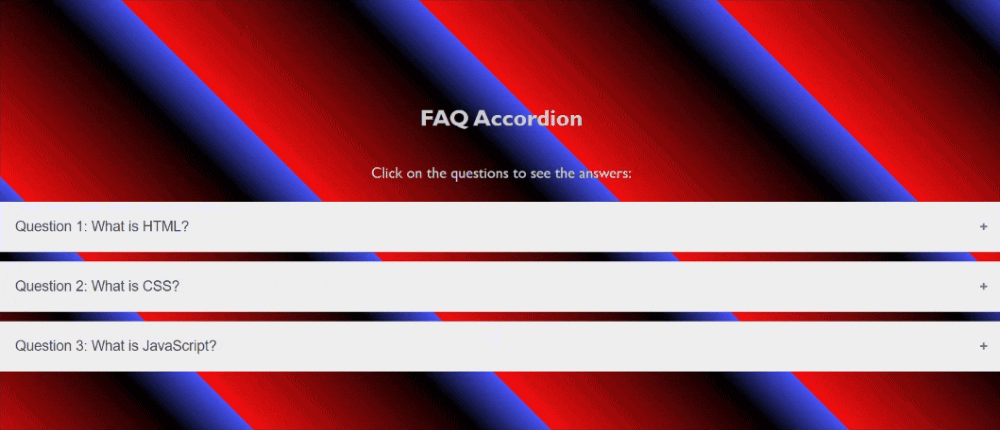 FAQ Accordion
Click on the questions to see the answers:
Question 1: What is HTML? +
Question 2: What is CSS? +
Question 3: What is JavaScript? +